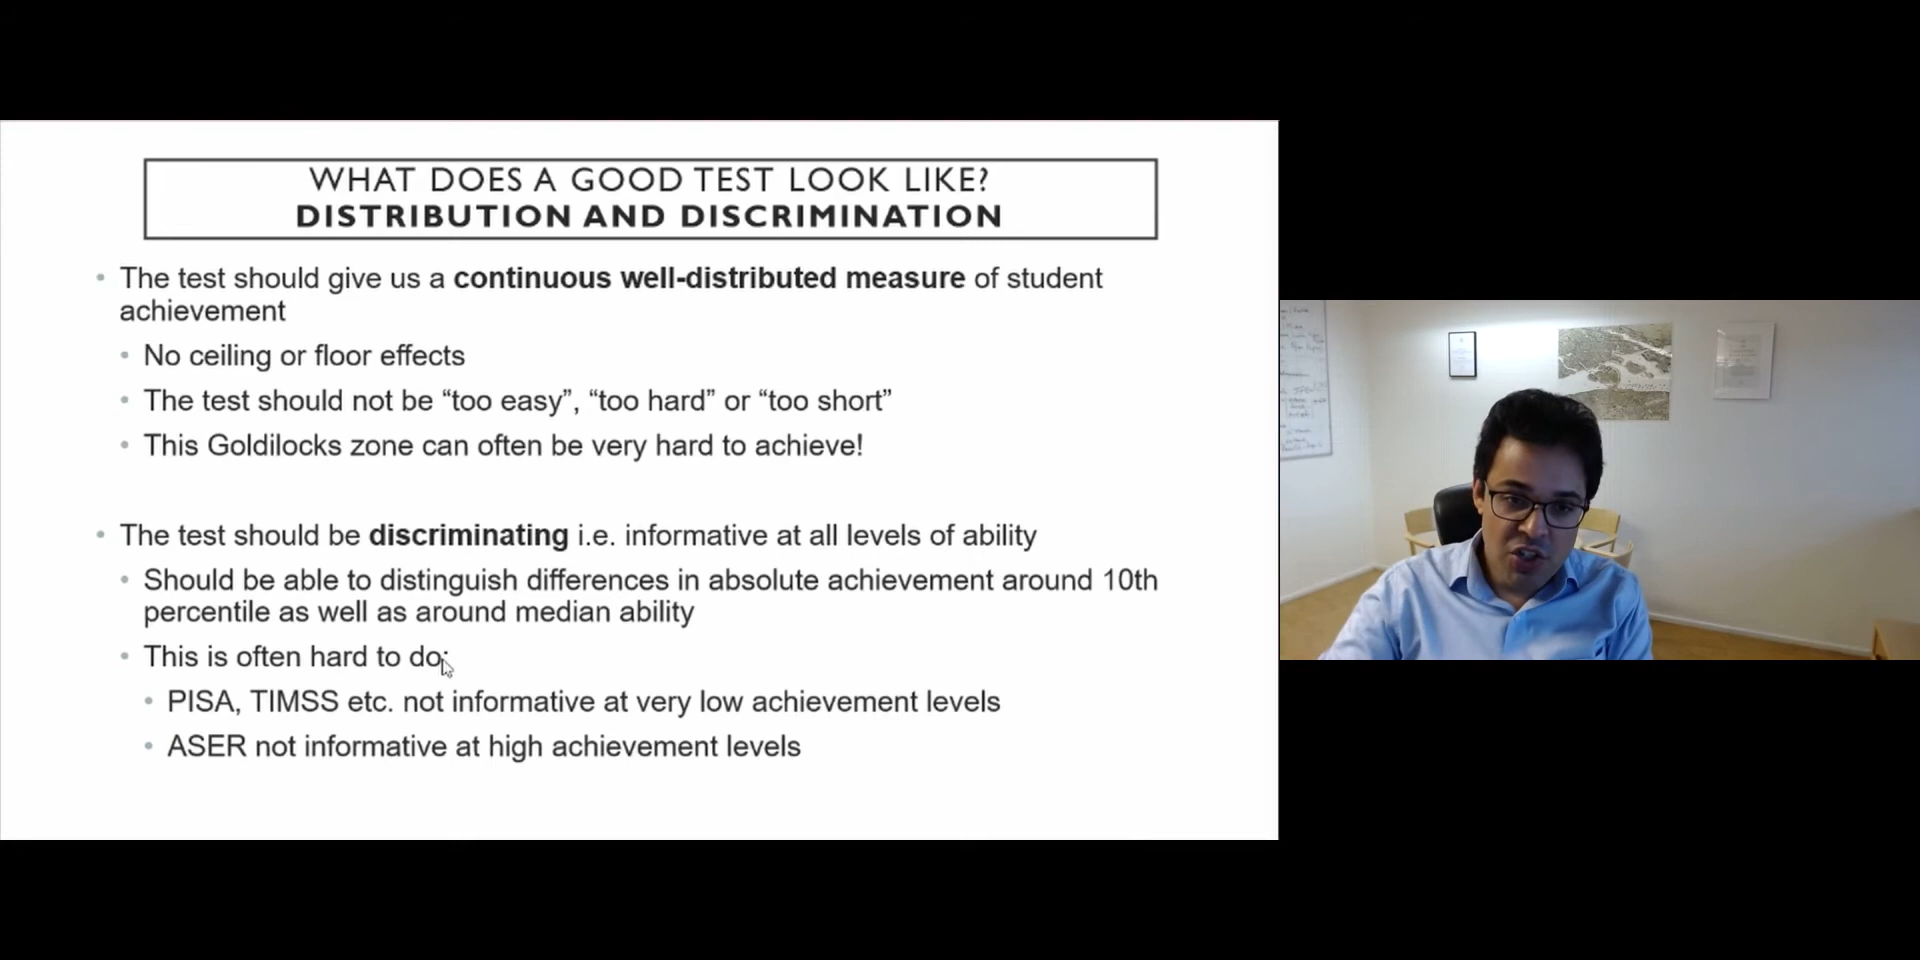 WHAT DOES A GOOD TEST LOOK LIKE?
DISTRIBUTION AND DISCRIMINATION
• The test should give us a continuous well-distributed measure of student
achievement
• No ceiling or floor effects
• The test should not be “too easy”, “too hard” or “too short”
• This Goldilocks zone can often be very hard to achieve!
• The test should be discriminating i.e. informative at all levels of ability
• Should be able to distinguish differences in absolute achievement around 10th
percentile as well as around median ability
• This is often hard to do:
• PISA, TIMSS etc. not informative at very low achievement levels
• ASER not informative at high achievement levels